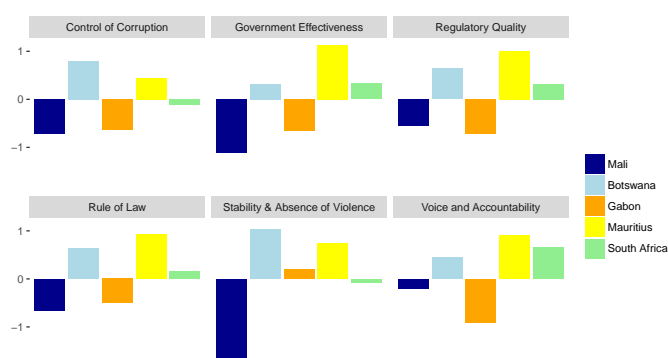 Control of Corruption
Government Effectiveness
Regulatory Quality
1
0
−1
Rule of Law
Stability & Absence of Violence
Voice and Accountability
1
0
−1
Mali
Botswana
Gabon
Mauritius
South Africa